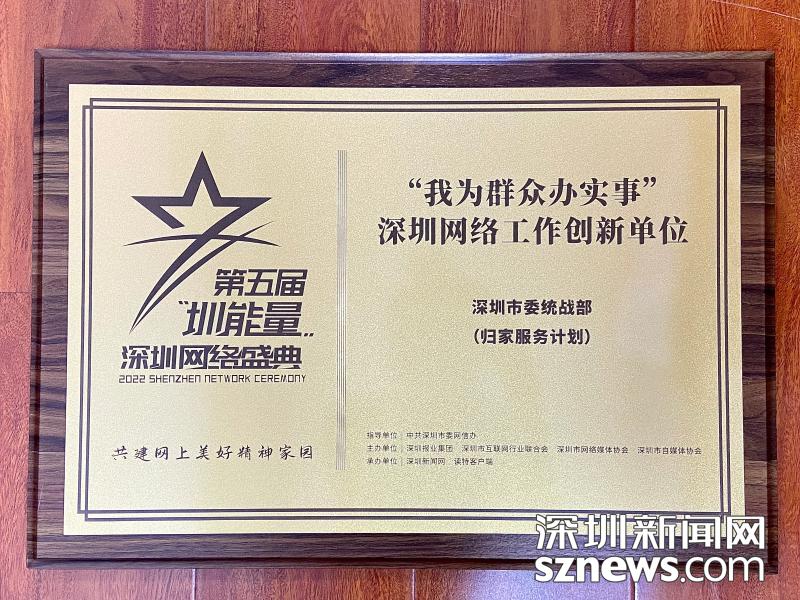 第五届
“圳能量”
深圳网络盛典
2022 SHENZHEN NETWORK CEREMONY
共建网上美好精神家园
“我为群众办实事”
深圳网络工作创新单位
深圳市委统战部
（归家服务计划）
指导单位｜中共深圳市委网信办
主办单位｜深圳报业集团 深圳市互联网行业联合会 深圳市网络媒体协会 深圳市自媒体协会
承办单位｜深圳新闻网 读特客户端
深圳新闻网
sznews.com